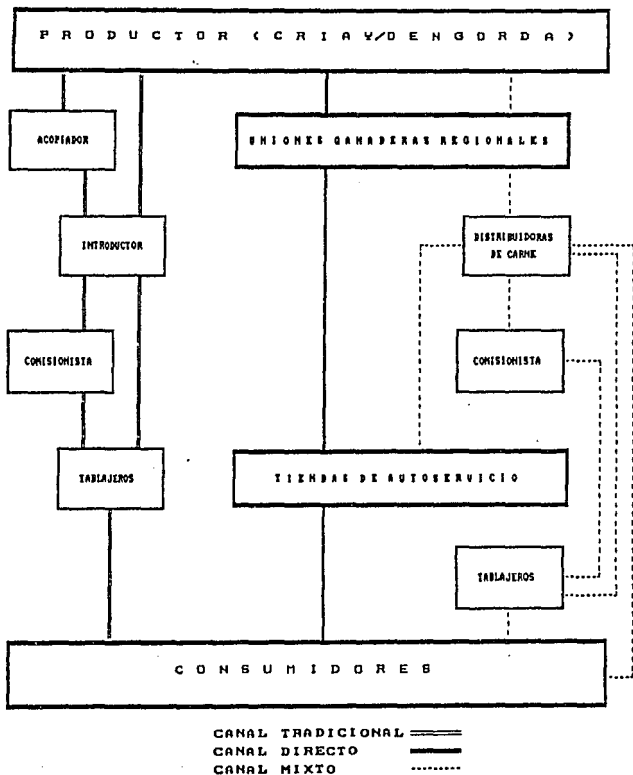 PRODUCTOR (CRIA Y/O ENGORDA)
ACOPIADOR
UNIONES GANADERAS REGIONALES
INTRODUCTOR
DISTRIBUIDORAS
DE CARNE
COMISIONISTA
COMISIONISTA
TABLAJEROS
TIENDAS DE AUTOSERVICIO
TABLAJEROS
CONSUMIDORES
CANAL TRADICIONAL
CANAL DIRECTO
CANAL MIXTO